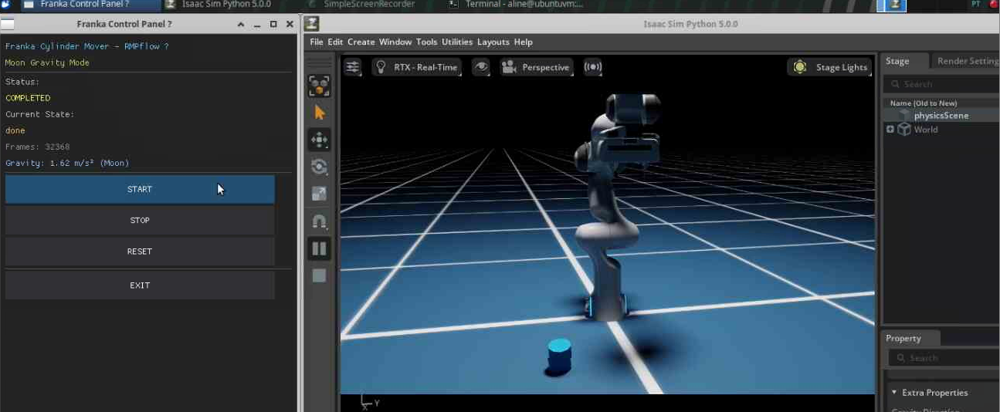 Franka Control Panel ?
Isaac Sim Python 5.0.0
SimpleScreenRecorder
Terminal - aline@ubuntuvm:...
PT
Franka Control Panel ?
Isaac Sim Python 5.0.0
Franka Cylinder Mover - RMPflow ?
Moon Gravity Mode
Status:
COMPLETED
Current State:
done
Frames: 32368
Gravity: 1.62 m/s² (Moon)
START
STOP
RESET
EXIT
File Edit Create Window Tools Utilities Layouts Help
RTX - Real-Time
Perspective
Stage Lights
Stage
Render Setting
Search
Name (Old to New)
physicsScene
World
Property
Search
Extra Properties
Gravity Direction
X
Y